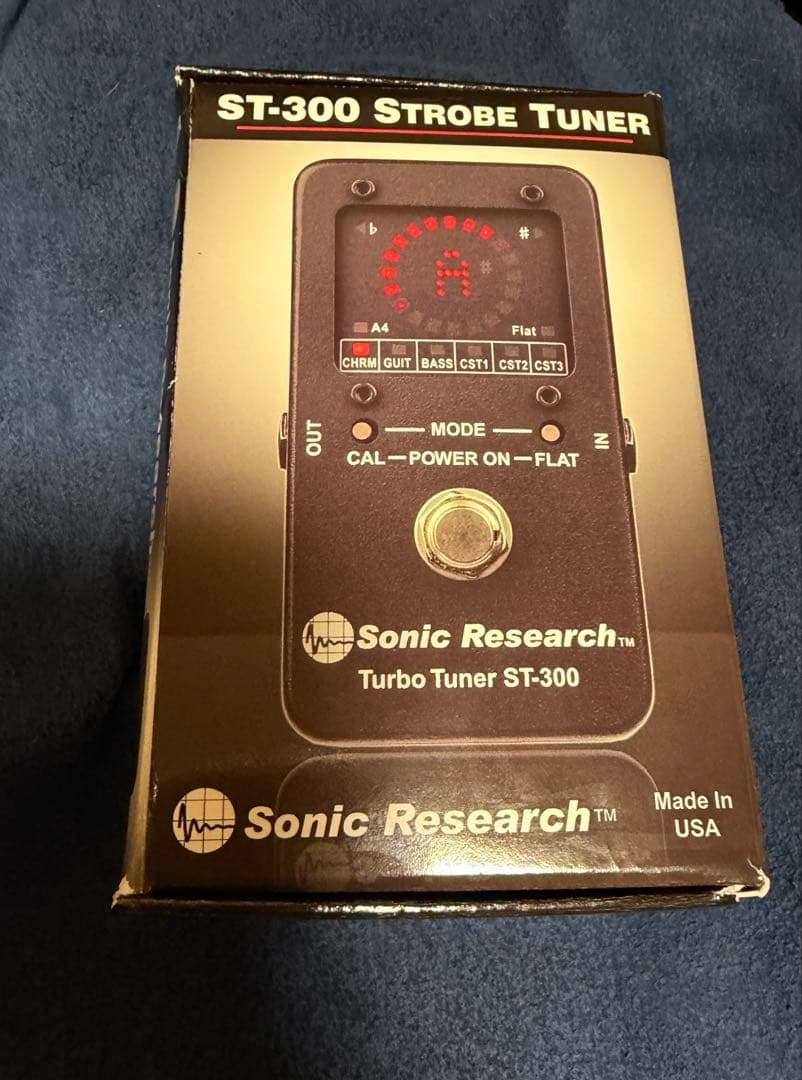 ST-300 STROBE TUNER
♭ #
A #
A4 Flat
CHRM GUIT BASS CST1 CST2 CST3
OUT MODE IN
CAL — POWER ON — FLAT
Sonic Research™
Turbo Tuner ST-300
Sonic Research™
Made In
USA